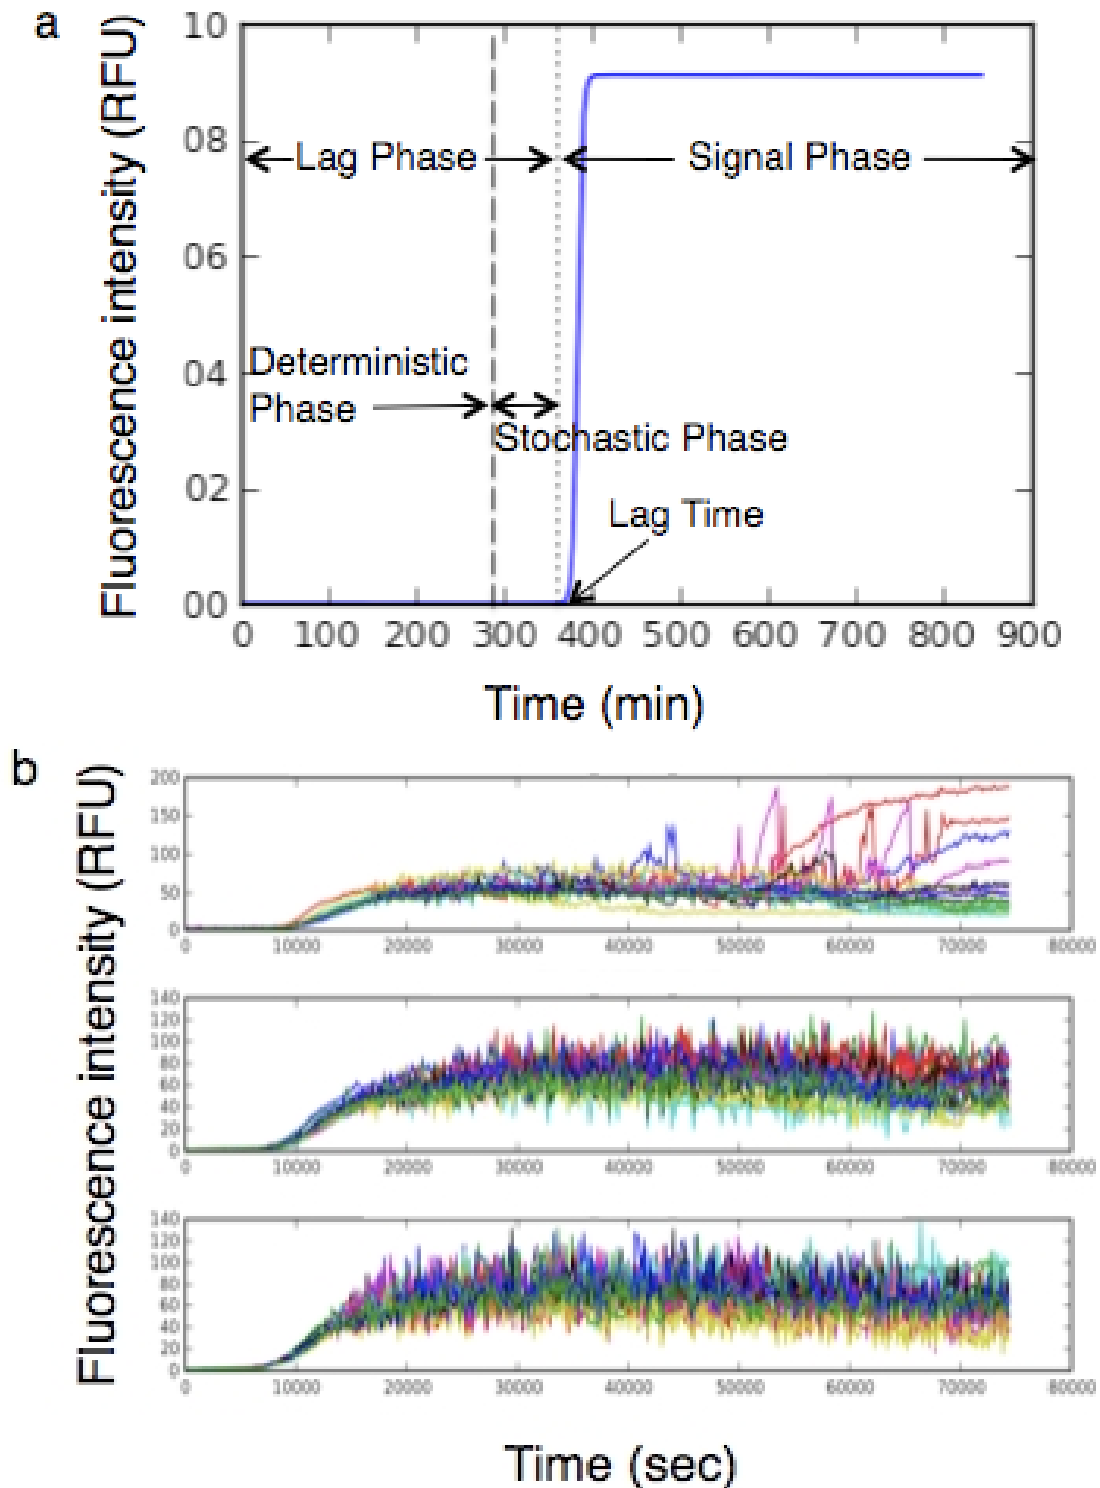 a
Fluorescence intensity (RFU)
10
08
06
04
02
00
Lag Phase
Signal Phase
Deterministic
Phase
Stochastic Phase
Lag Time
0 100 200 300 400 500 600 700 800 900
Time (min)
b
Fluorescence intensity (RFU)
200
150
100
50
0
0 10000 20000 30000 40000 50000 60000 70000 80000
140
120
100
80
60
40
20
0
0 10000 20000 30000 40000 50000 60000 70000 80000
140
120
100
80
60
40
20
0
0 10000 20000 30000 40000 50000 60000 70000 80000
Time (sec)